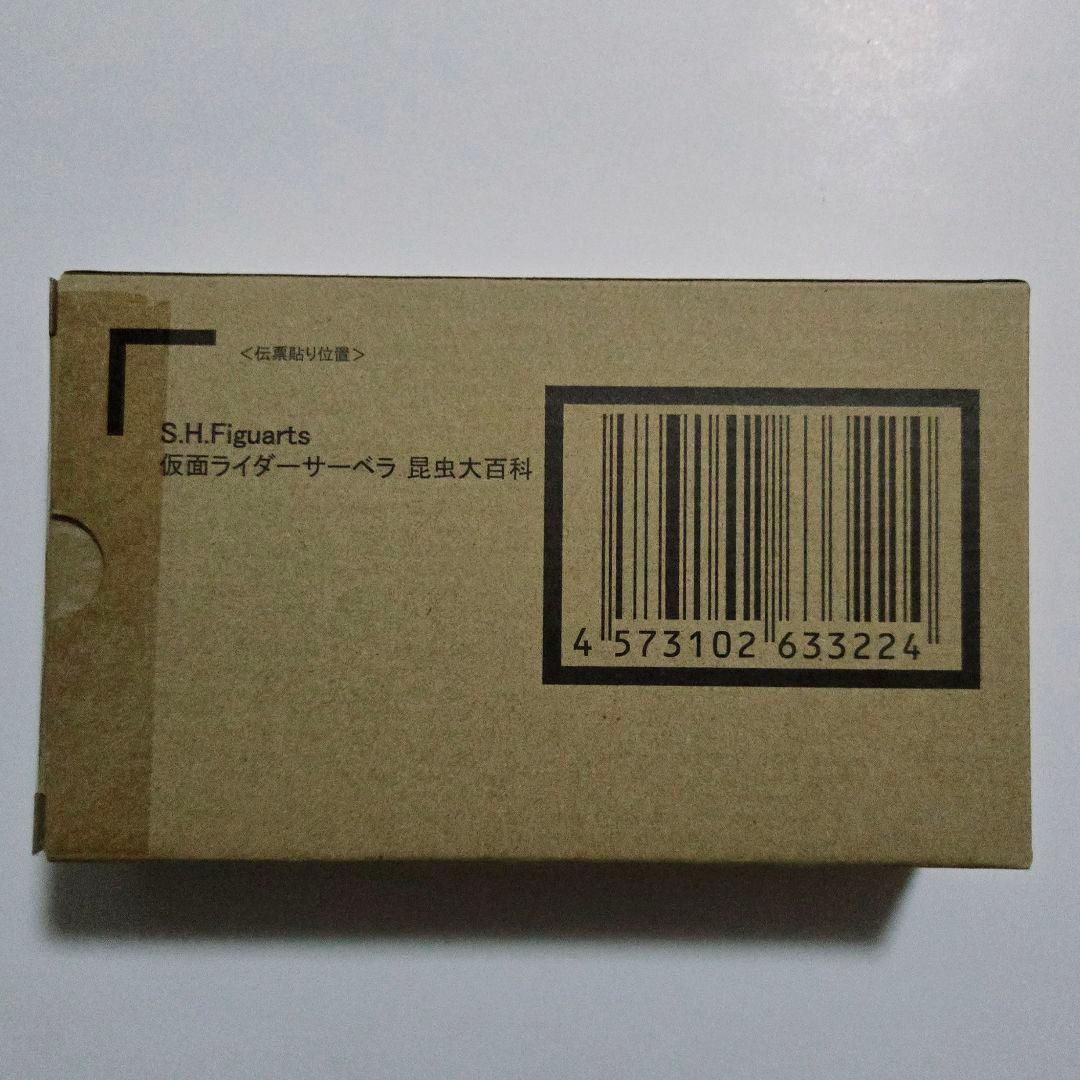 ＜伝票貼り位置＞
S.H.Figuarts
仮面ライダーサーベラ 昆虫大百科
4 573102 633224